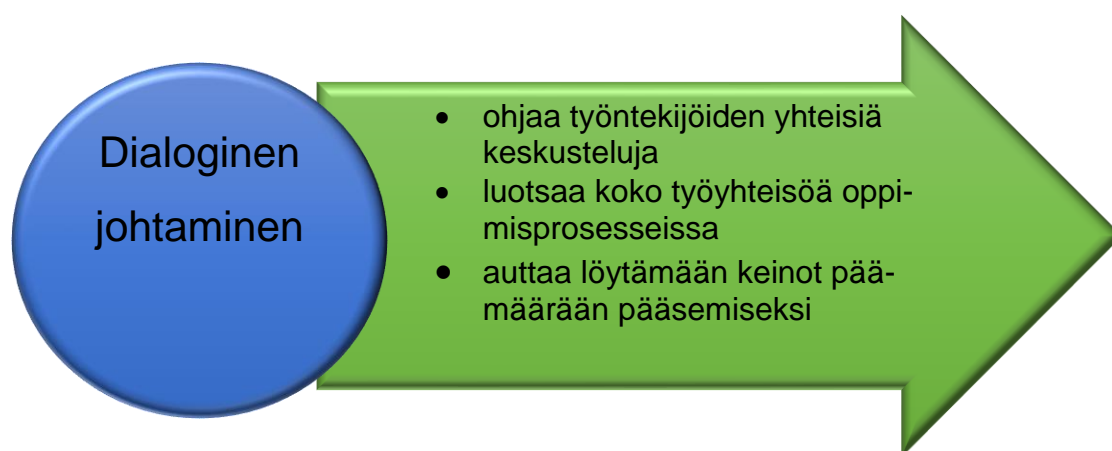 Dialoginen
johtaminen
• ohjaa työntekijöiden yhteisiä
keskusteluja
• luotsaa koko työyhteisöä oppi-
misprosesseissa
• auttaa löytämään keinot pää-
määrään pääsemiseksi